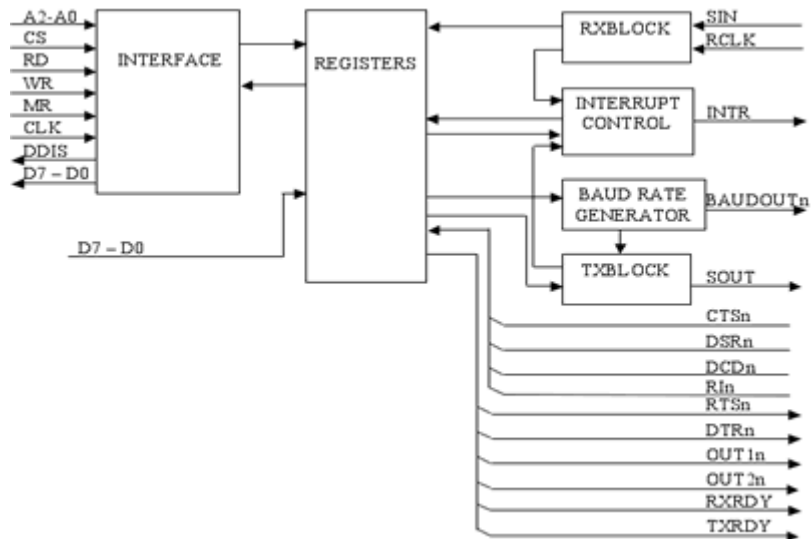 A2-A0
CS
RD
WR
MR
CLK
DDIS
D7 – D0
INTERFACE
D7 – D0
REGISTERS
RXBLOCK
SIN
RCLK
INTERRUPT
CONTROL
INTR
BAUD RATE
GENERATOR
BAUDOUTn
TXBLOCK
SOUT
CTSn
DSRn
DCDn
RIn
RTSn
DTRn
OUT1n
OUT2n
RXRDY
TXRDY